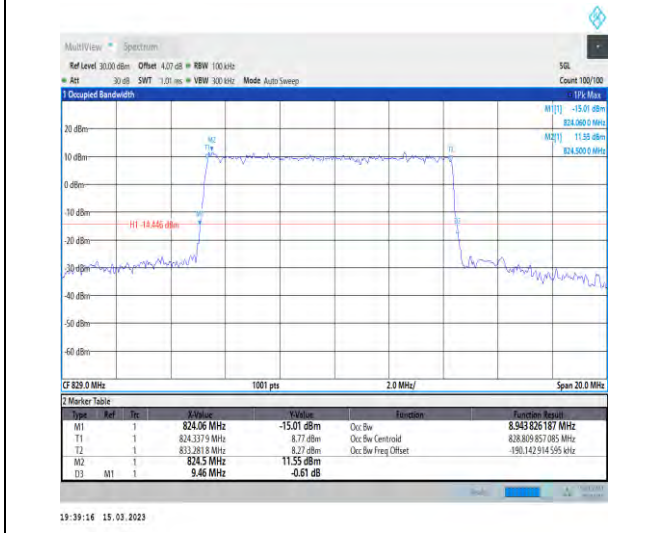 MultiView Spectrum
Ref Level 30.00 dBm Offset 4.07 dB RBW 100 kHz SGL
Att 30 dB SWT 1.01 ms VBW 300 kHz Mode Auto Sweep Count 100/100
1 Occupied Bandwidth 1Pk Max
M1[1] -15.01 dBm
824.060 0 MHz
M2[1] 11.55 dBm
824.500 0 MHz
20 dBm
M2
T1 T2
10 dBm
0 dBm
-10 dBm
M1
H1 -14.446 dBm
D3
-20 dBm
-30 dBm
-40 dBm
-50 dBm
-60 dBm
CF 829.0 MHz 1001 pts 2.0 MHz/ Span 20.0 MHz
2 Marker Table
Type Ref Trc X-Value Y-Value Function Function Result
M1 1 824.06 MHz -15.01 dBm Occ Bw 8.943 826 187 MHz
T1 1 824.337 9 MHz 8.77 dBm Occ Bw Centroid 828.809 857 085 MHz
T2 1 833.281 8 MHz 8.27 dBm Occ Bw Freq Offset -190.142 914 595 kHz
M2 1 824.5 MHz 11.55 dBm
D3 M1 1 9.46 MHz -0.61 dB
19:39:16 15.03.2023